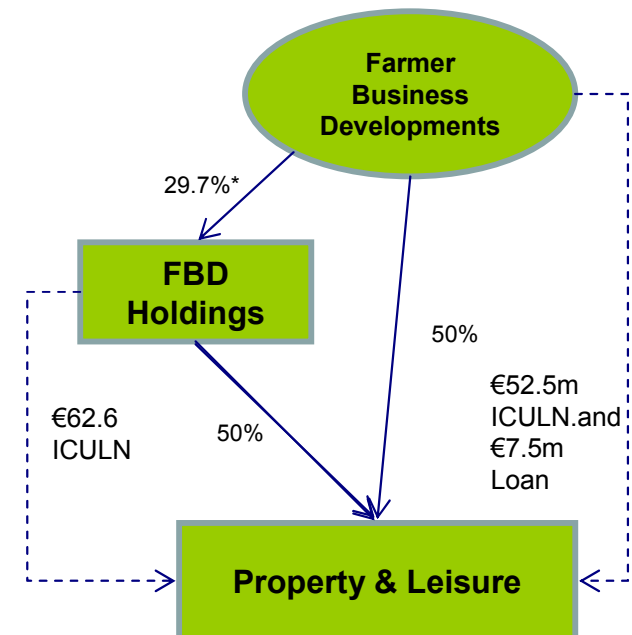 Farmer
Business
Developments
29.7%*
FBD
Holdings
50%
€52.5m
ICULN.and
€7.5m
Loan
€62.6
ICULN
50%
Property & Leisure